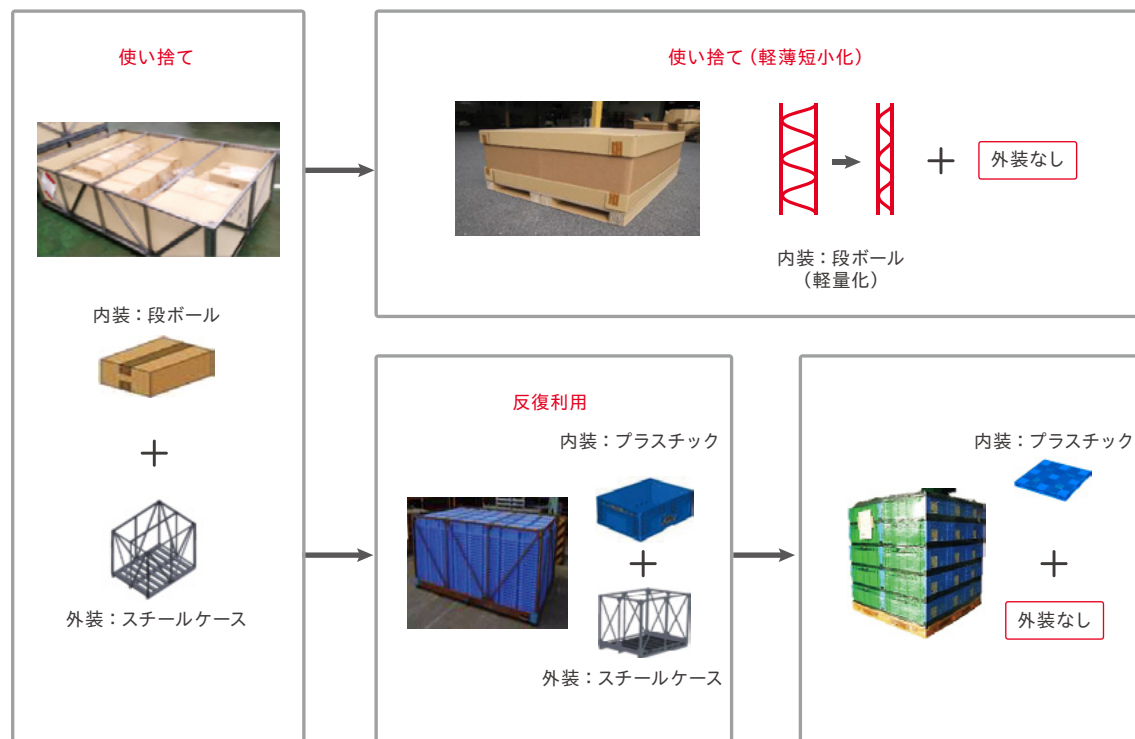 使い捨て
内装：段ボール
外装：スチールケース
使い捨て（軽薄短小化）
外装なし
内装：段ボール
（軽量化）
反復利用
内装：プラスチック
外装：スチールケース
内装：プラスチック
外装なし